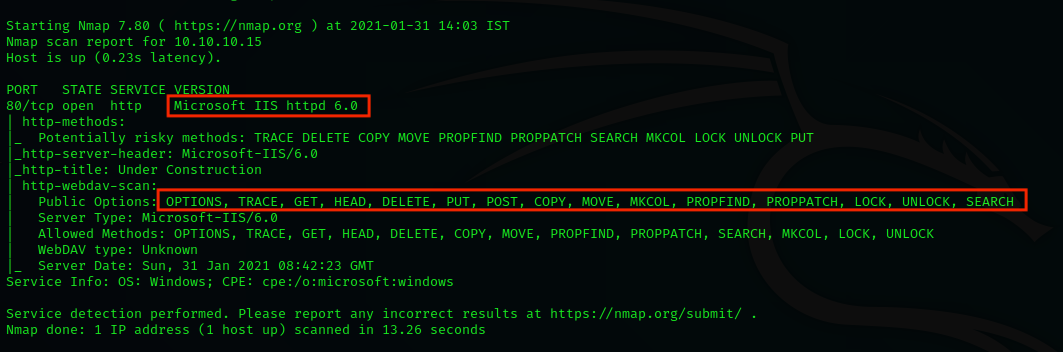 Starting Nmap 7.80 ( https://nmap.org ) at 2021-01-31 14:03 IST
Nmap scan report for 10.10.10.15
Host is up (0.23s latency).
PORT   STATE SERVICE VERSION
80/tcp open  http    Microsoft IIS httpd 6.0
| http-methods:
|_  Potentially risky methods: TRACE DELETE COPY MOVE PROPFIND PROPPATCH SEARCH MKCOL LOCK UNLOCK PUT
|_http-server-header: Microsoft-IIS/6.0
|_http-title: Under Construction
| http-webdav-scan:
|   Public Options: OPTIONS, TRACE, GET, HEAD, DELETE, PUT, POST, COPY, MOVE, MKCOL, PROPFIND, PROPPATCH, LOCK, UNLOCK, SEARCH
|   Server Type: Microsoft-IIS/6.0
|   Allowed Methods: OPTIONS, TRACE, GET, HEAD, DELETE, COPY, MOVE, PROPFIND, PROPPATCH, SEARCH, MKCOL, LOCK, UNLOCK
|   WebDAV type: Unknown
|_  Server Date: Sun, 31 Jan 2021 08:42:23 GMT
Service Info: OS: Windows; CPE: cpe:/o:microsoft:windows
Service detection performed. Please report any incorrect results at https://nmap.org/submit/ .
Nmap done: 1 IP address (1 host up) scanned in 13.26 seconds